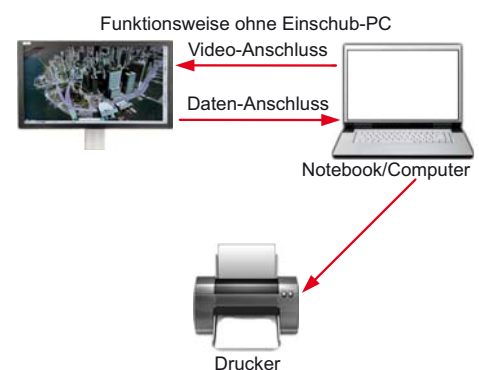 Funktionsweise ohne Einschub-PC
Video-Anschluss
Daten-Anschluss
Notebook/Computer
Drucker